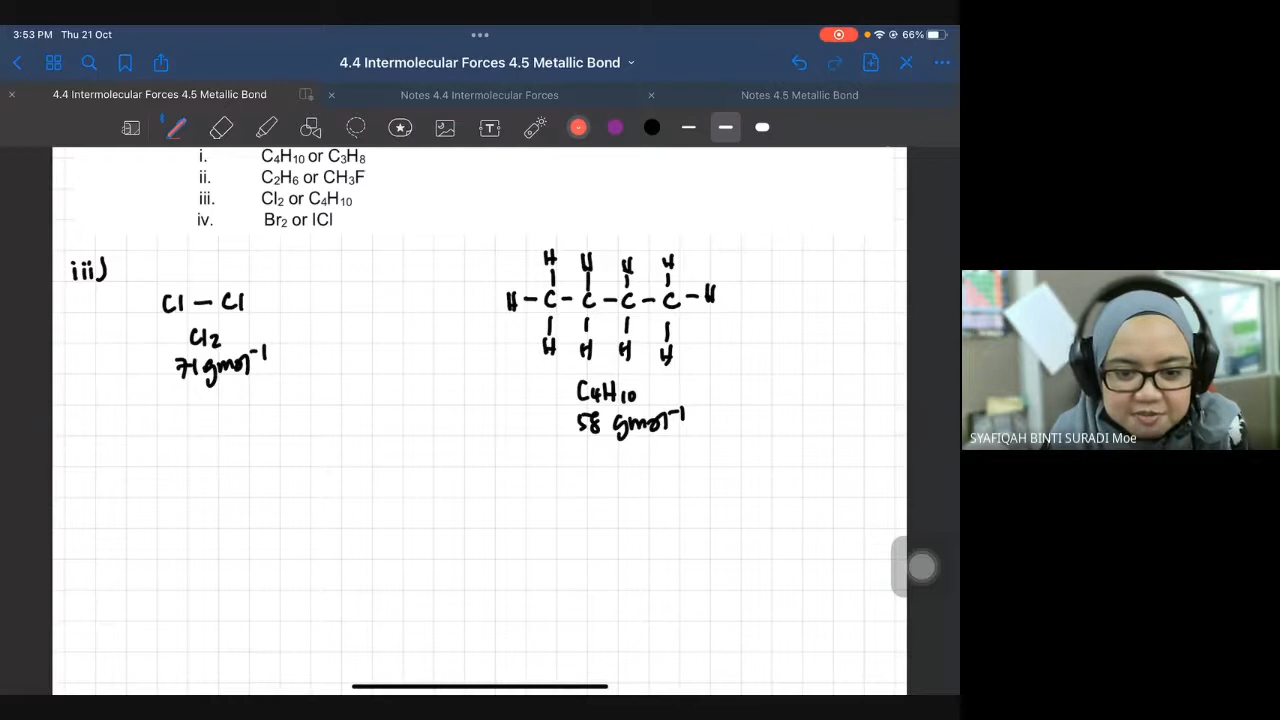 3:53 PM Thu 21 Oct
66%
4.4 Intermolecular Forces 4.5 Metallic Bond
4.4 Intermolecular Forces 4.5 Metallic Bond
Notes 4.4 Intermolecular Forces
Notes 4.5 Metallic Bond
i. C₄H₁₀ or C₃H₈
ii. C₂H₆ or CH₃F
iii. Cl₂ or C₄H₁₀
iv. Br₂ or ICl
iii)
H H H H
Cl – Cl
H – C – C – C – C – H
H H H H
Cl₂
71 gmol⁻¹
C₄H₁₀
58 gmol⁻¹
SYAFIQAH BINTI SURADI Moe